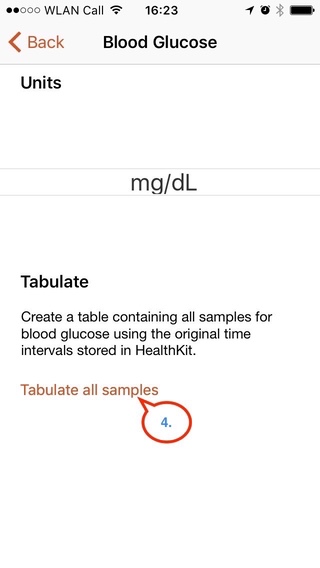 WLAN Call 16:23
Back Blood Glucose
Units
mg/dL
Tabulate
Create a table containing all samples for
blood glucose using the original time
intervals stored in HealthKit.
Tabulate all samples
4.